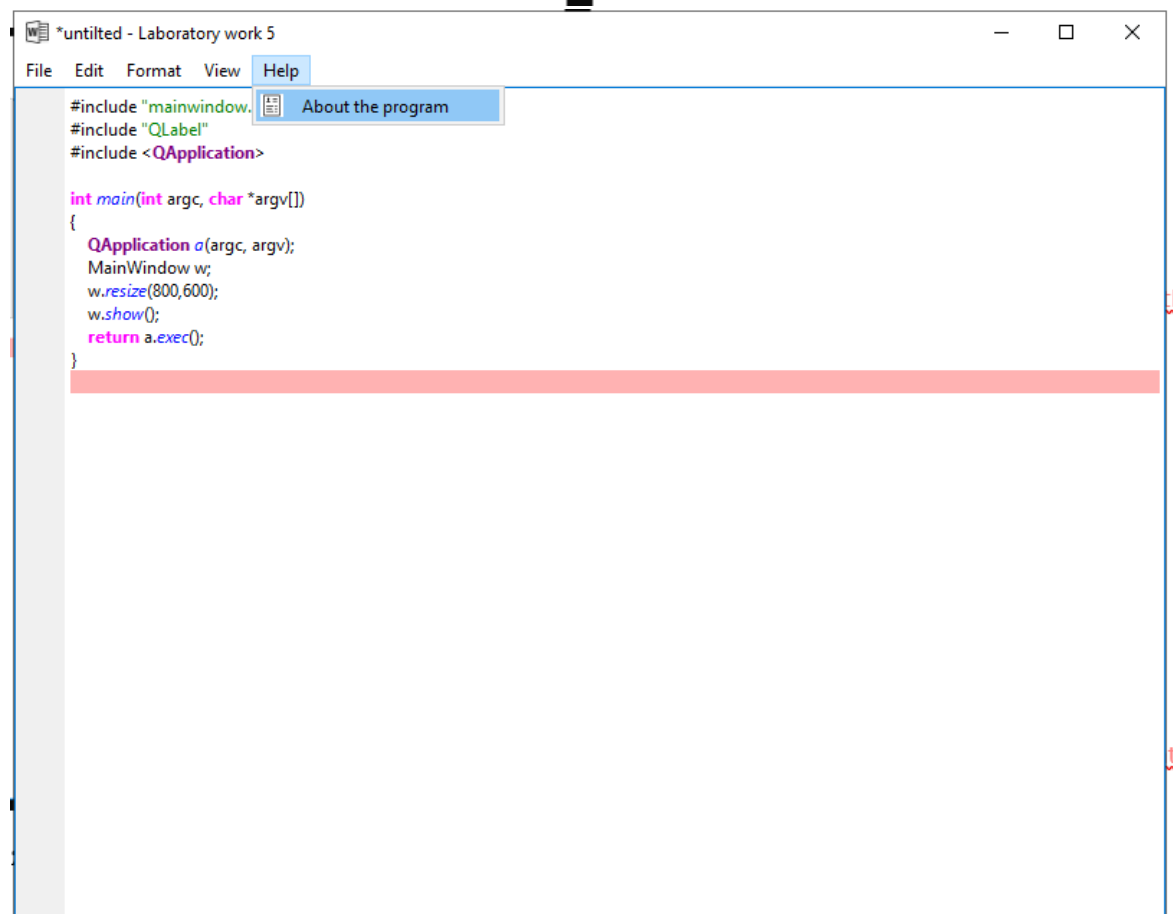 *untilted - Laboratory work 5
File Edit Format View Help
About the program
#include "mainwindow.
#include "QLabel"
#include <QApplication>
int main(int argc, char *argv[])
{
QApplication a(argc, argv);
MainWindow w;
w.resize(800,600);
w.show();
return a.exec();
}